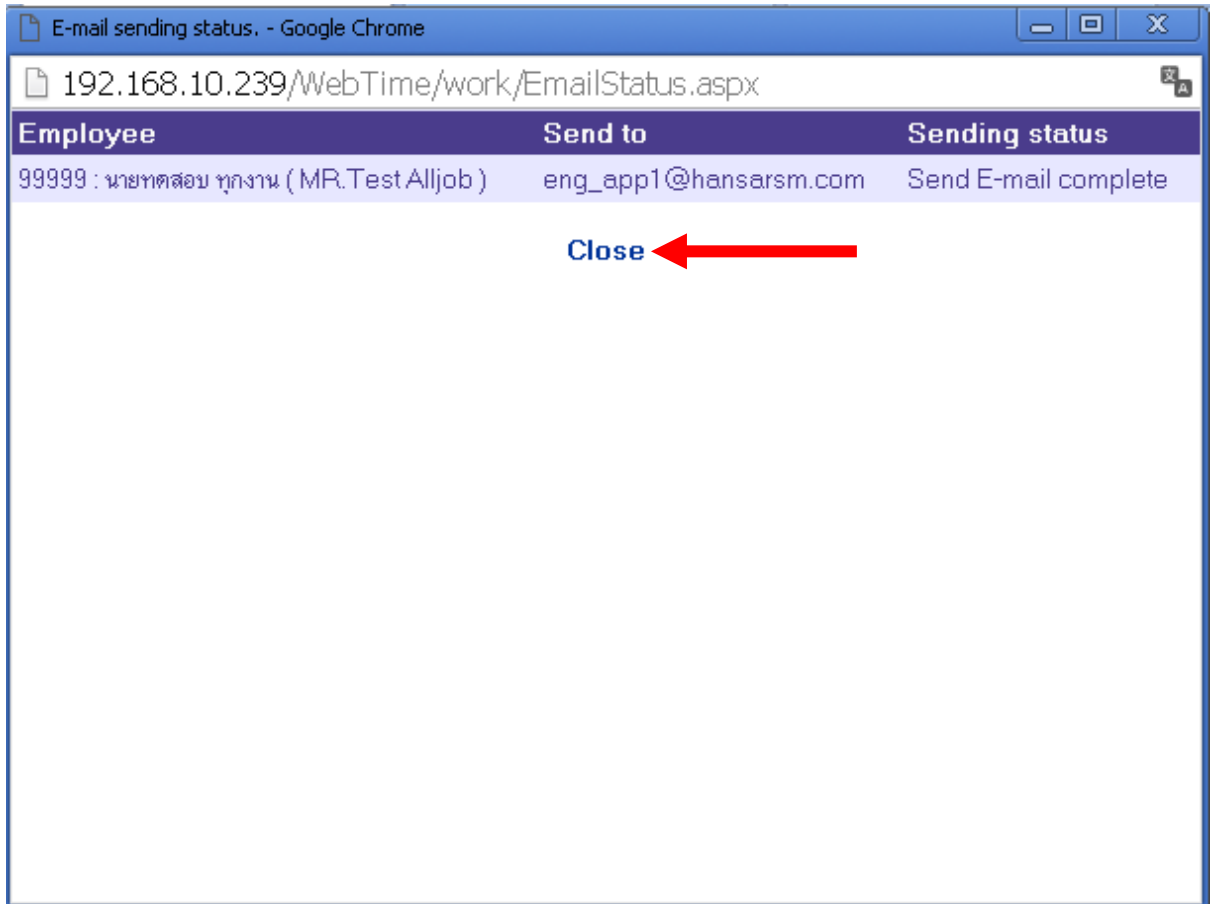 E-mail sending status. - Google Chrome
192.168.10.239/WebTime/work/EmailStatus.aspx
Employee Send to Sending status
99999 : นายทดสอบ ทุกงาน ( MR.Test Alljob ) eng_app1@hansarsm.com Send E-mail complete
Close